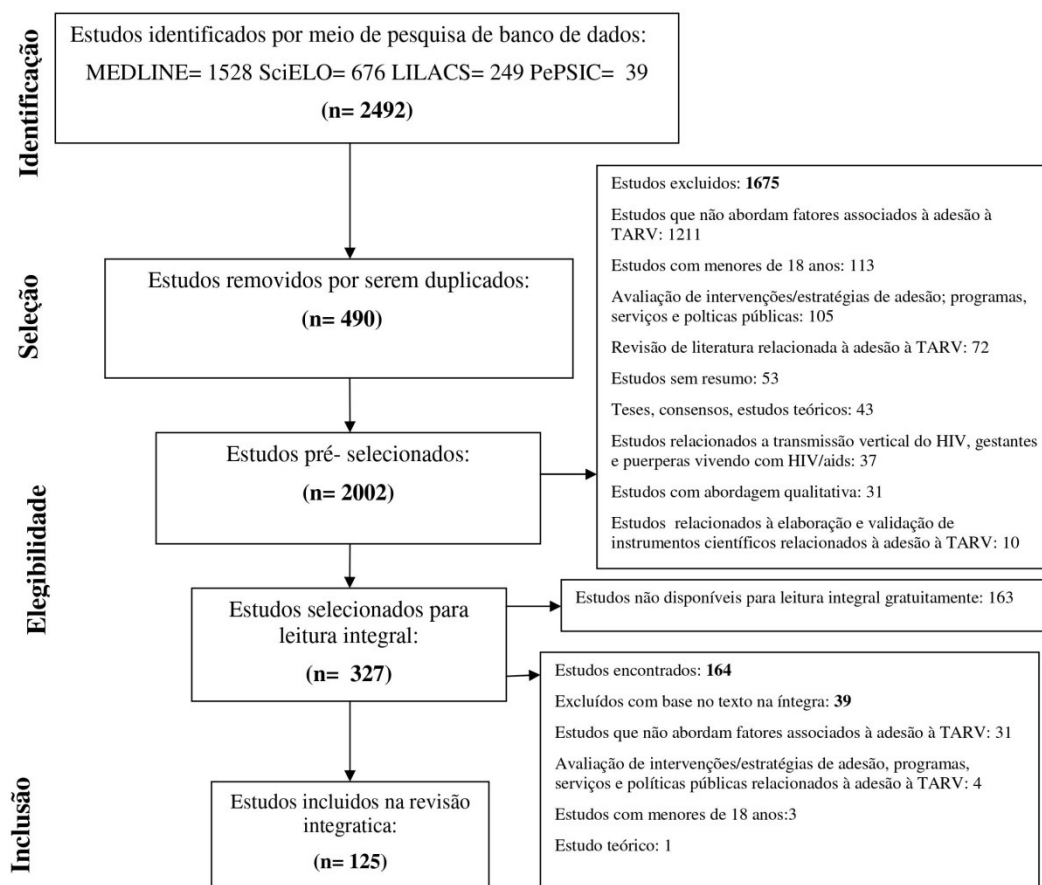 Identificação
Estudos identificados por meio de pesquisa de banco de dados:
MEDLINE= 1528 SciELO= 676 LILACS= 249 PePSIC= 39
(n= 2492)
Seleção
Estudos removidos por serem duplicados:
(n= 490)
Elegibilidade
Estudos pré- selecionados:
(n= 2002)
Estudos excluidos: 1675
Estudos que não abordam fatores associados à adesão à
TARV: 1211
Estudos com menores de 18 anos: 113
Avaliação de intervenções/estratégias de adesão; programas,
serviços e polticas públicas: 105
Revisão de literatura relacionada à adesão à TARV: 72
Estudos sem resumo: 53
Teses, consensos, estudos teóricos: 43
Estudos relacionados a transmissão vertical do HIV, gestantes
e puerperas vivendo com HIV/aids: 37
Estudos com abordagem qualitativa: 31
Estudos relacionados à elaboração e validação de
instrumentos científicos relacionados à adesão à TARV: 10
Estudos selecionados para
leitura integral:
(n= 327)
Estudos não disponíveis para leitura integral gratuitamente: 163
Estudos encontrados: 164
Excluídos com base no texto na íntegra: 39
Estudos que não abordam fatores associados à adesão à TARV: 31
Avaliação de intervenções/estratégias de adesão, programas,
serviços e políticas públicas relacionados à adesão à TARV: 4
Estudos com menores de 18 anos:3
Estudo teórico: 1
Inclusão
Estudos incluidos na revisão
integratica:
(n= 125)